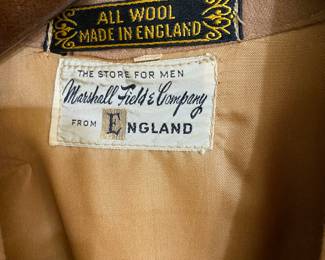 ALL WOOL
MADE IN ENGLAND
THE STORE FOR MEN
Marshall Field & Company
FROM ENGLAND